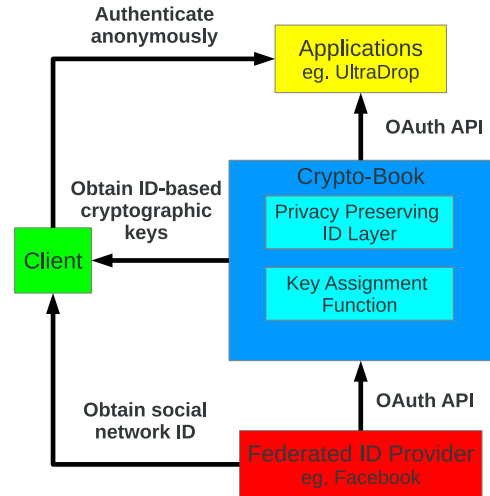 Authenticate
anonymously
Applications
eg. UltraDrop
OAuth API
Crypto-Book
Obtain ID-based
cryptographic
keys
Privacy Preserving
ID Layer
Client
Key Assignment
Function
OAuth API
Obtain social
network ID
Federated ID Provider
eg, Facebook